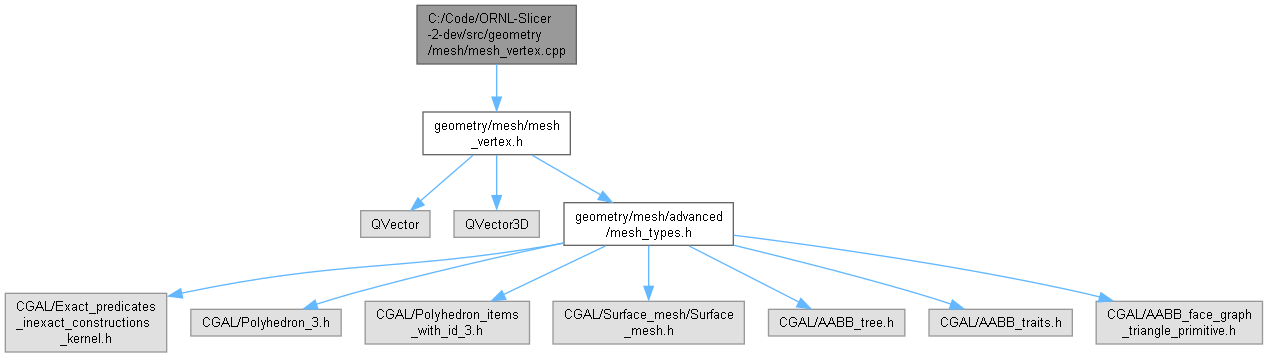 C:/Code/ORNL-Slicer
-2-dev/src/geometry
/mesh/mesh_vertex.cpp
geometry/mesh/mesh
_vertex.h
QVector
QVector3D
geometry/mesh/advanced
/mesh_types.h
CGAL/Exact_predicates
_inexact_constructions
_kernel.h
CGAL/Polyhedron_3.h
CGAL/Polyhedron_items
_with_id_3.h
CGAL/Surface_mesh/Surface
_mesh.h
CGAL/AABB_tree.h
CGAL/AABB_traits.h
CGAL/AABB_face_graph
_triangle_primitive.h